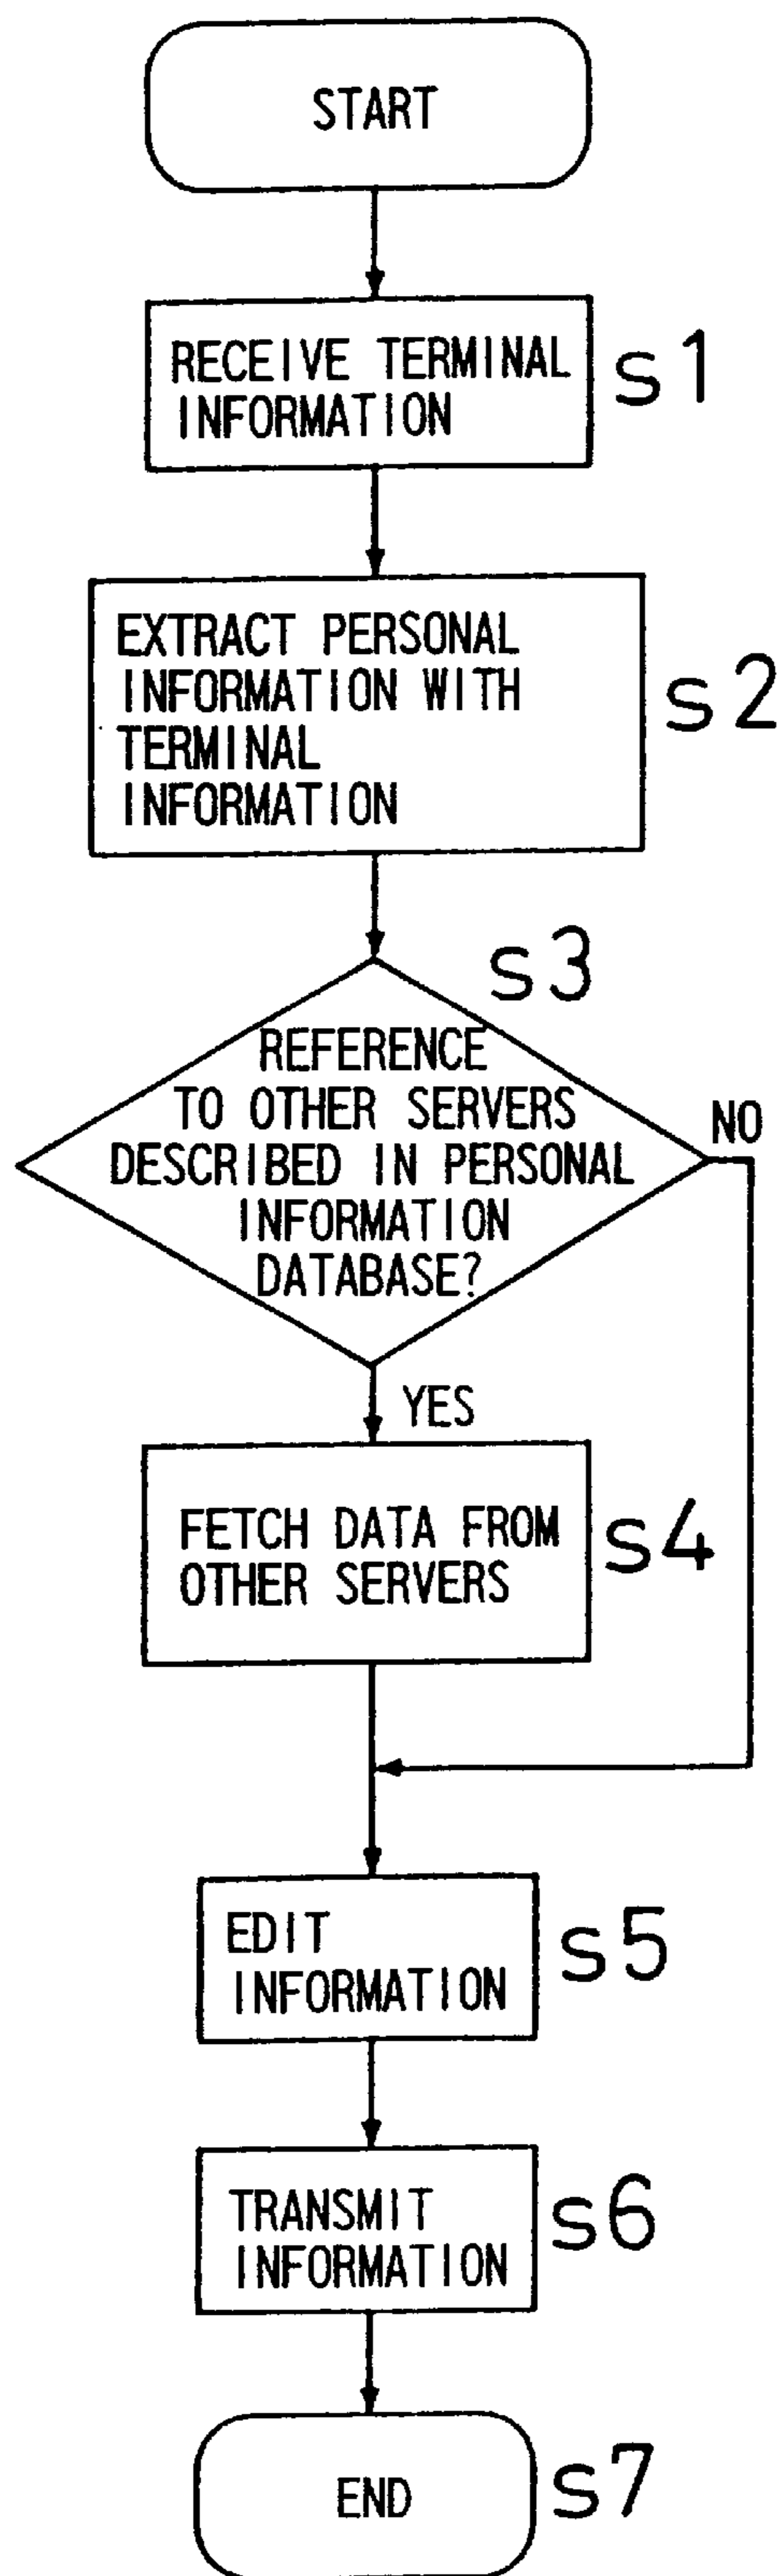 START
RECEIVE TERMINAL
INFORMATION
s1
EXTRACT PERSONAL
INFORMATION WITH
TERMINAL
INFORMATION
s2
s3
REFERENCE
TO OTHER SERVERS
DESCRIBED IN PERSONAL
INFORMATION
DATABASE?
NO
YES
FETCH DATA FROM
OTHER SERVERS
s4
EDIT
INFORMATION
s5
TRANSMIT
INFORMATION
s6
END
s7